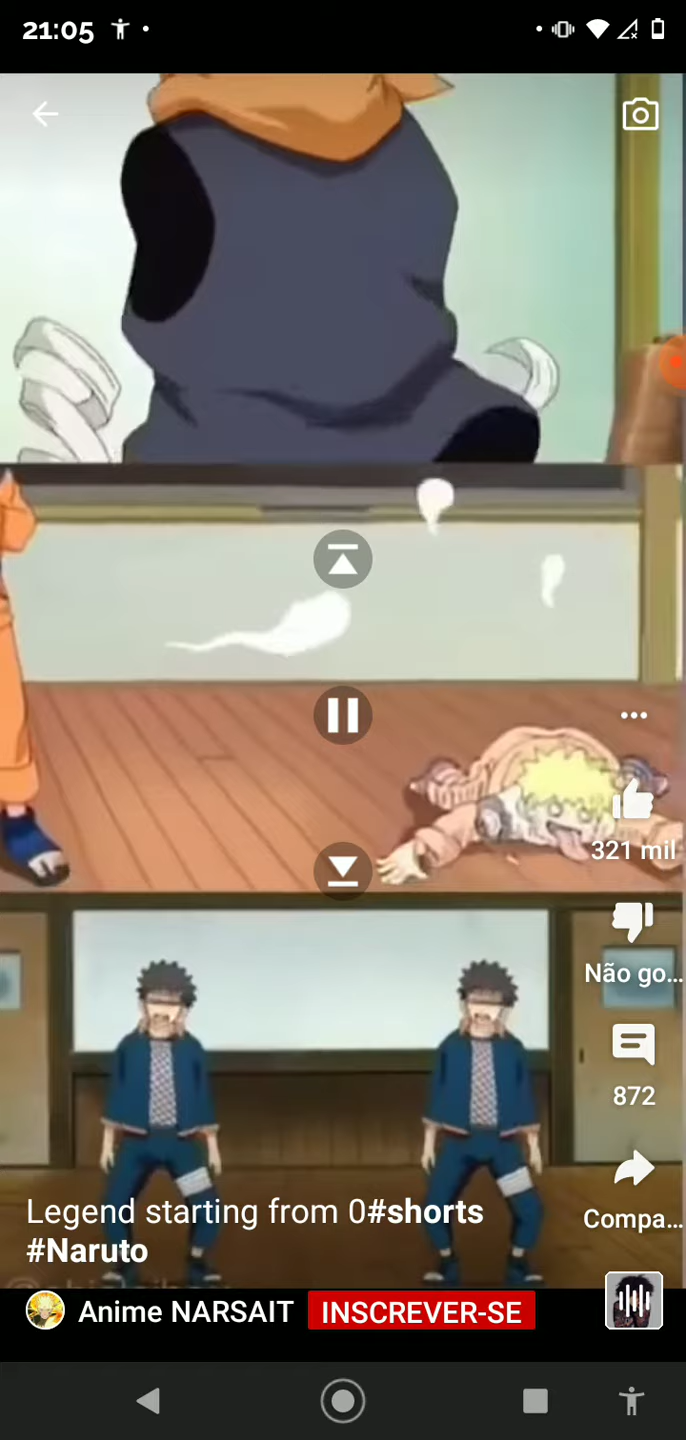 21:05
321 mil
Não go...
872
Legend starting from 0#shorts
Compa...
#Naruto
Anime NARSAIT INSCREVER-SE